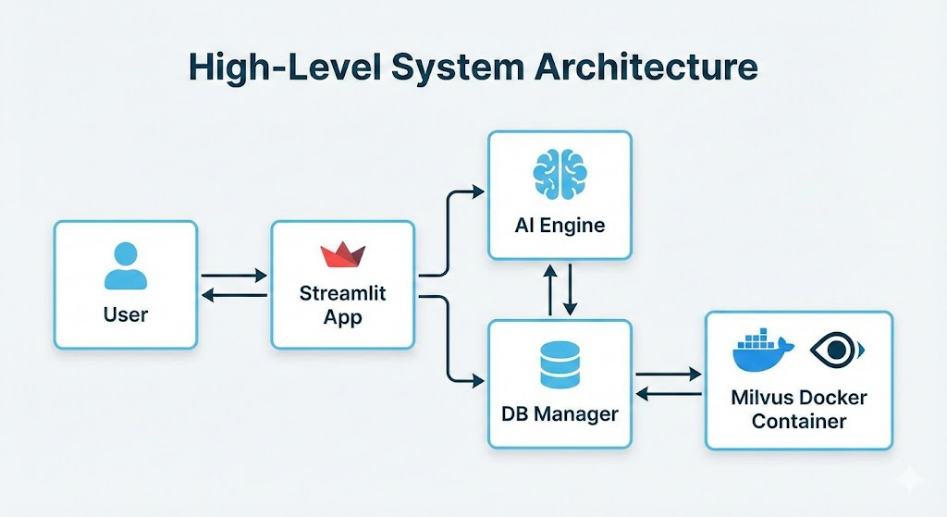 High-Level System Architecture
AI Engine
User
Streamlit
App
DB Manager
Milvus Docker
Container